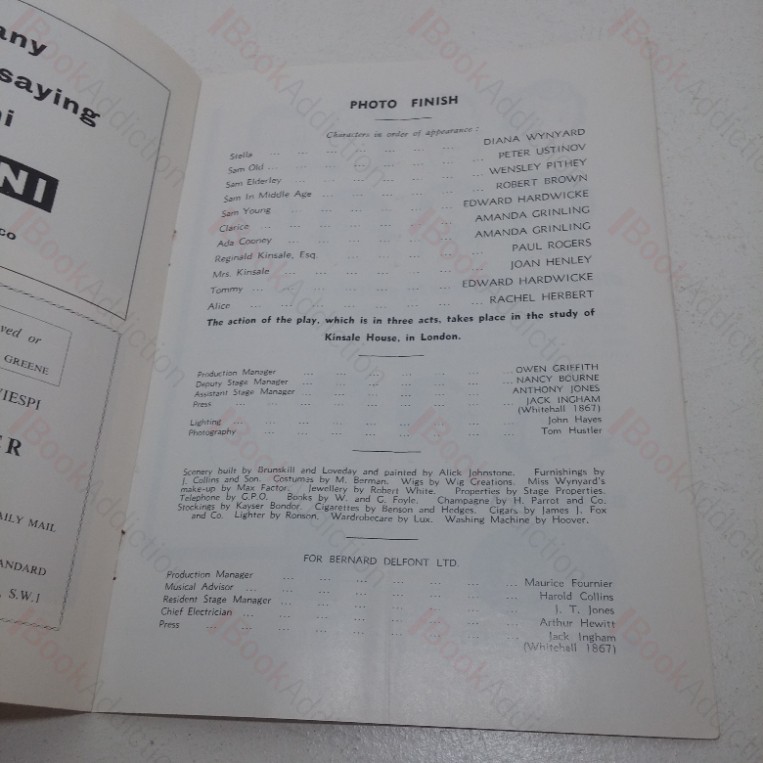 any
saying
ni
NI
co
ved or
GREENE
IESPI
R
AILY MAIL
ANDARD
S.W.1
PHOTO FINISH
Characters in order of appearance :
Stella ... ... ... ... ... ... DIANA WYNYARD
Sam Old ... ... ... ... ... ... PETER USTINOV
Sam Elderley ... ... ... ... ... WENSLEY PITHEY
Sam In Middle Age ... ... ... ... ... ROBERT BROWN
Sam Young ... ... ... ... ... EDWARD HARDWICKE
Clarice ... ... ... ... ... ... AMANDA GRINLING
Ada Cooney ... ... ... ... ... AMANDA GRINLING
Reginald Kinsale, Esq. ... ... ... ... PAUL ROGERS
Mrs. Kinsale ... ... ... ... ... JOAN HENLEY
Tommy ... ... ... ... ... EDWARD HARDWICKE
Alice ... ... ... ... ... ... RACHEL HERBERT
The action of the play, which is in three acts, takes place in the study of
Kinsale House, in London.
Production Manager ... ... ... ... ... ... OWEN GRIFFITH
Deputy Stage Manager ... ... ... ... ... ... NANCY BOURNE
Assistant Stage Manager ... ... ... ... ... ANTHONY JONES
Press ... ... ... ... ... ... JACK INGHAM
(Whitehall 1867)
Lighting ... ... ... ... ... ... John Hayes
Photography ... ... ... ... ... ... Tom Hustler
Scenery built by Brunskill and Loveday and painted by Alick Johnstone. Furnishings by
J. Collins and Son. Costumes by M. Berman. Wigs by Wig Creations. Miss Wynyard's
make-up by Max Factor. Jewellery by Robert White. Properties by Stage Properties.
Telephone by G.P.O. Books by W. and G. Foyle. Champagne by H. Parrot and Co.
Stockings by Kayser Bondor. Cigarettes by Benson and Hedges. Cigars by James J. Fox
and Co. Lighter by Ronson. Wardrobecare by Lux. Washing Machine by Hoover.
FOR BERNARD DELFONT LTD.
Production Manager ... ... ... ... ... ... ... Maurice Fournier
Musical Advisor ... ... ... ... ... ... ... Harold Collins
Resident Stage Manager ... ... ... ... ... ... J. T. Jones
Chief Electrician ... ... ... ... ... ... ... Arthur Hewitt
Press ... ... ... ... ... ... ... Jack Ingham
(Whitehall 1867)
BookAddiction